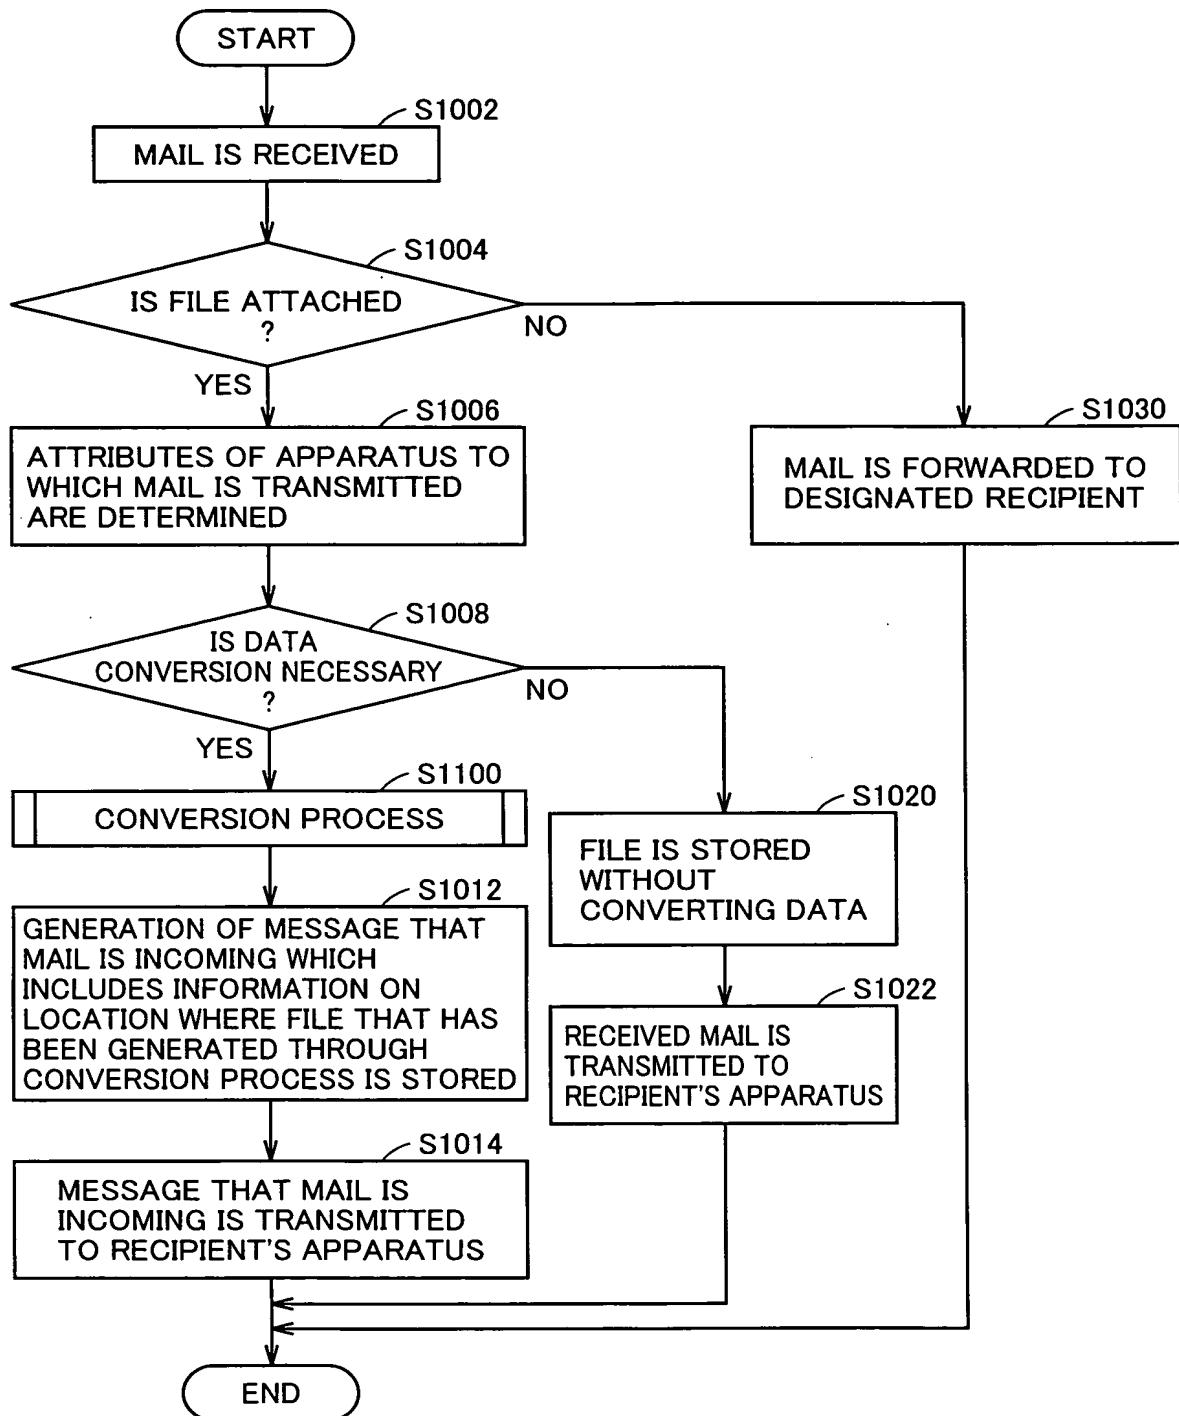 START
S1002
MAIL IS RECEIVED
S1004
IS FILE ATTACHED
?
NO
YES
S1006
ATTRIBUTES OF APPARATUS TO
WHICH MAIL IS TRANSMITTED
ARE DETERMINED
S1030
MAIL IS FORWARDED TO
DESIGNATED RECIPIENT
S1008
IS DATA
CONVERSION NECESSARY
?
NO
YES
S1100
CONVERSION PROCESS
S1020
FILE IS STORED
WITHOUT
CONVERTING DATA
S1012
GENERATION OF MESSAGE THAT
MAIL IS INCOMING WHICH
INCLUDES INFORMATION ON
LOCATION WHERE FILE THAT HAS
BEEN GENERATED THROUGH
CONVERSION PROCESS IS STORED
S1022
RECEIVED MAIL IS
TRANSMITTED TO
RECIPIENT'S APPARATUS
S1014
MESSAGE THAT MAIL IS
INCOMING IS TRANSMITTED
TO RECIPIENT'S APPARATUS
END